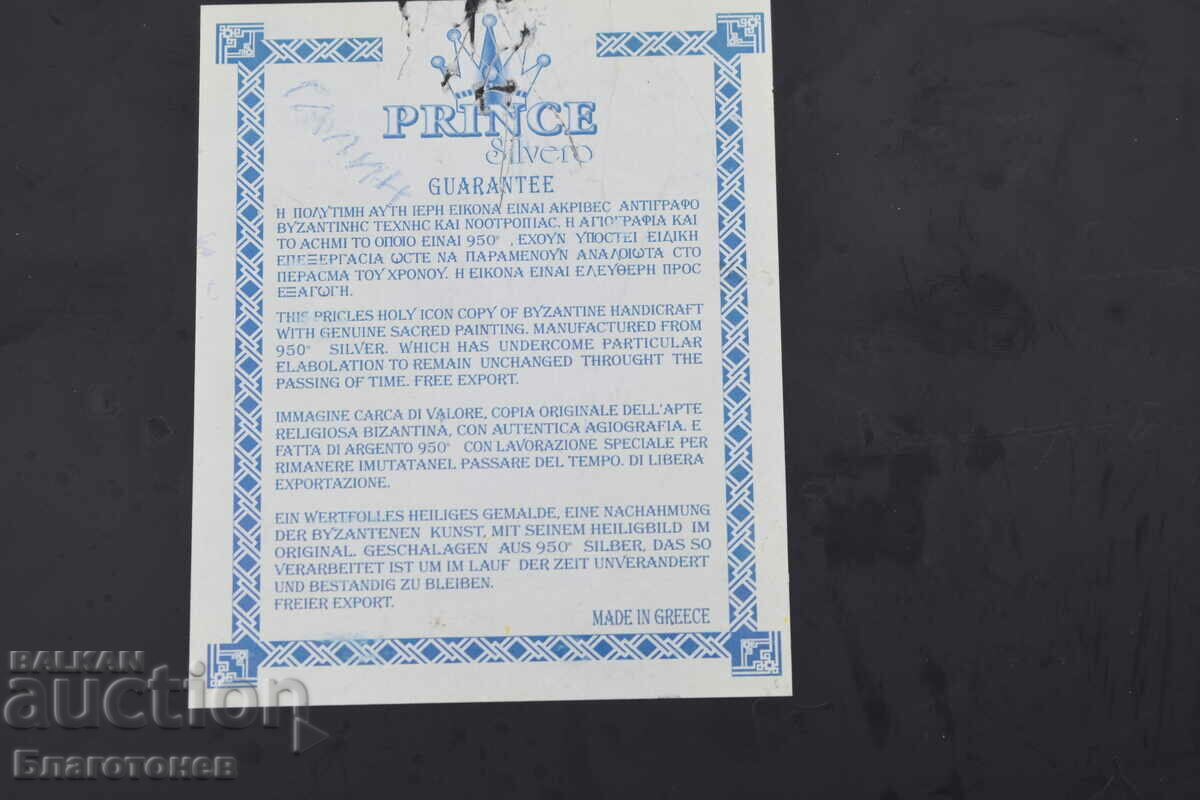 PRINCE
Silvero
GUARANTEE
Η ΠΟΛΥΤΙΜΗ ΑΥΤΗ ΙΕΡΗ ΕΙΚΟΝΑ ΕΙΝΑΙ ΑΚΡΙΒΕΣ ΑΝΤΙΓΡΑΦΟ
ΒΥΖΑΝΤΙΝΗΣ ΤΕΧΝΗΣ ΚΑΙ ΝΟΟΤΡΟΠΙΑΣ. Η ΑΓΙΟΓΡΑΦΙΑ ΚΑΙ
ΤΟ ΑΣΗΜΙ ΤΟ ΟΠΟΙΟ ΕΙΝΑΙ 950° , ΕΧΟΥΝ ΥΠΟΣΤΕΙ ΕΙΔΙΚΗ
ΕΠΕΞΕΡΓΑΣΙΑ ΩΣΤΕ ΝΑ ΠΑΡΑΜΕΝΟΥΝ ΑΝΑΛΟΙΩΤΑ ΣΤΟ
ΠΕΡΑΣΜΑ ΤΟΥ ΧΡΟΝΟΥ. Η ΕΙΚΟΝΑ ΕΙΝΑΙ ΕΛΕΥΘΕΡΗ ΠΡΟΣ
ΕΞΑΓΩΓΗ.
THIS PRICLES HOLY ICON COPY OF BYZANTINE HANDICRAFT
WITH GENUINE SACRED PAINTING. MANUFACTURED FROM
950° SILVER. WHICH HAS UNDERCOME PARTICULAR
ELABOLATION TO REMAIN UNCHANGED THROUGHT THE
PASSING OF TIME. FREE EXPORT.
IMMAGINE CARCA DI VALORE, COPIA ORIGINALE DELL'APTE
RELIGIOSA BIZANTINA, CON AUTENTICA AGIOGRAFIA. E
FATTA DI ARGENTO 950° CON LAVORAZIONE SPECIALE PER
RIMANERE IMUTATANEL PASSARE DEL TEMPO. DI LIBERA
EXPORTAZIONE.
EIN WERTFOLLES HEILIGES GEMALDE, EINE NACHAHMUNG
DER BYZANTENEN KUNST, MIT SEINEM HEILIGBILD IM
ORIGINAL. GESCHALAGEN AUS 950° SILBER, DAS SO
VERARBEITET IST UM IM LAUF DER ZEIT UNVERANDERT
UND BESTANDIG ZU BLEIBEN.
FREIER EXPORT.
MADE IN GREECE
BALKAN
auction
Благотонев